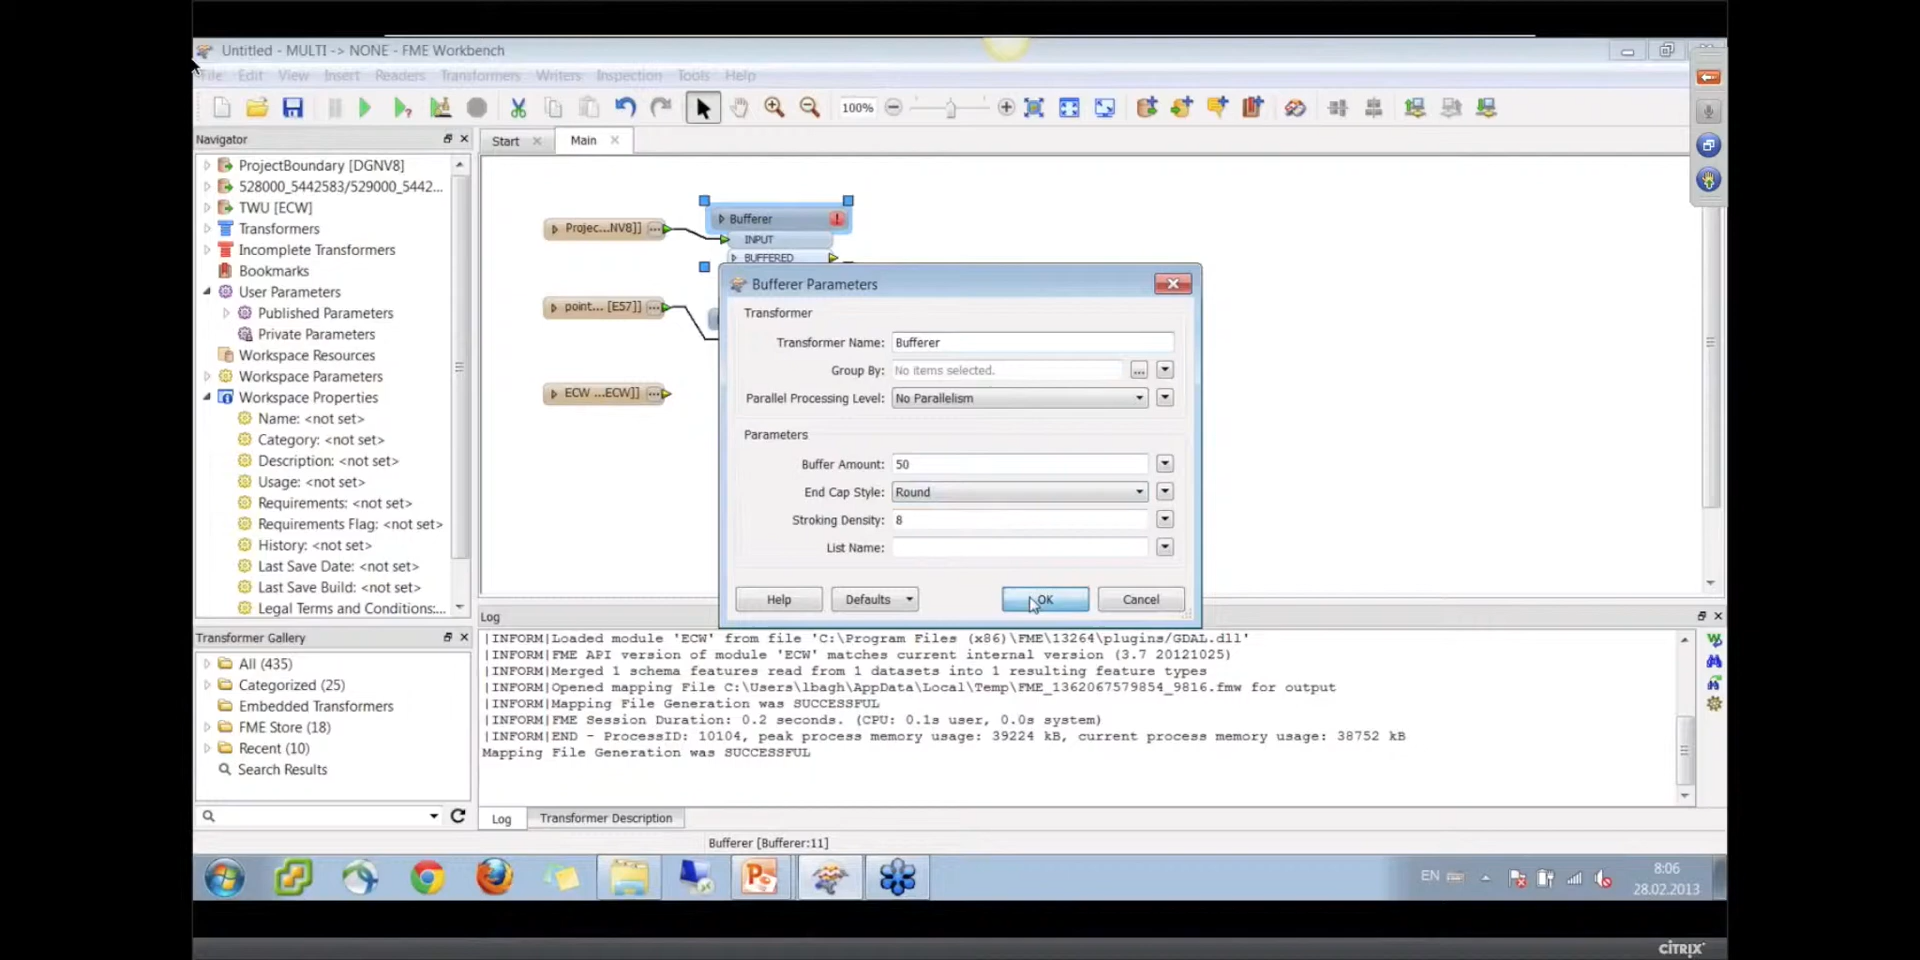 Untitled - MULTI -> NONE - FME Workbench
File Edit View Insert Readers Transformers Writers Inspection Tools Help
100%
Navigator
Start
Main
ProjectBoundary [DGNV8]
528000_5442583/529000_5442...
TWU [ECW]
Transformers
Incomplete Transformers
Bookmarks
User Parameters
Published Parameters
Private Parameters
Workspace Resources
Workspace Parameters
Workspace Properties
Name: <not set>
Category: <not set>
Description: <not set>
Usage: <not set>
Requirements: <not set>
Requirements Flag: <not set>
History: <not set>
Last Save Date: <not set>
Last Save Build: <not set>
Legal Terms and Conditions:...
Projec...NV8]]
Bufferer
INPUT
BUFFERED
point... [E57]]
ECW ...ECW]]
Bufferer Parameters
Transformer
Transformer Name: Bufferer
Group By: No items selected.
Parallel Processing Level: No Parallelism
Parameters
Buffer Amount: 50
End Cap Style: Round
Stroking Density: 8
List Name:
Help
Defaults
OK
Cancel
Transformer Gallery
All (435)
Categorized (25)
Embedded Transformers
FME Store (18)
Recent (10)
Search Results
Log
|INFORM|Loaded module 'ECW' from file 'C:\Program Files (x86)\FME\13264\plugins/GDAL.dll'
|INFORM|FME API version of module 'ECW' matches current internal version (3.7 20121025)
|INFORM|Merged 1 schema features read from 1 datasets into 1 resulting feature types
|INFORM|Opened mapping File C:\Users\lbagh\AppData\Local\Temp\FME_1362067579854_9816.fmw for output
|INFORM|Mapping File Generation was SUCCESSFUL
|INFORM|FME Session Duration: 0.2 seconds. (CPU: 0.1s user, 0.0s system)
|INFORM|END - ProcessID: 10104, peak process memory usage: 39224 kB, current process memory usage: 38752 kB
Mapping File Generation was SUCCESSFUL
Log
Transformer Description
Bufferer [Bufferer:11]
EN
8:06
28.02.2013
CITRIX